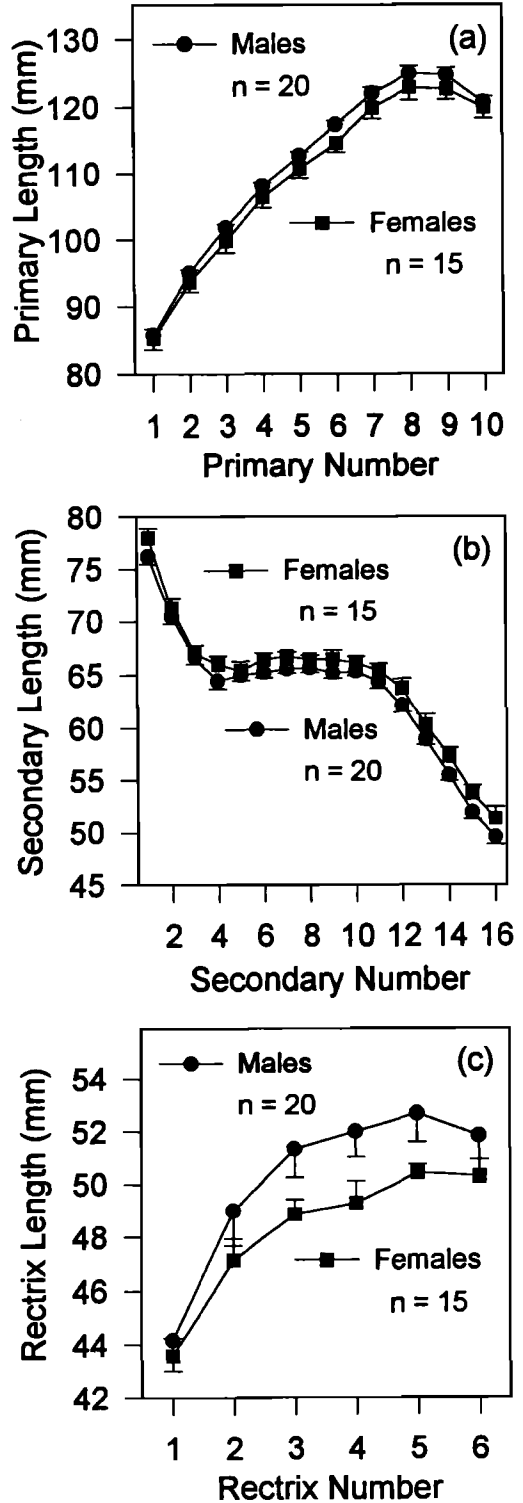 (a)
Males
n = 20
Females
n = 15
Primary Length (mm)
130
120
110
100
90
80
1 2 3 4 5 6 7 8 9 10
Primary Number
(b)
Females
n = 15
Males
n = 20
Secondary Length (mm)
80
75
70
65
60
55
50
45
2 4 6 8 10 12 14 16
Secondary Number
(c)
Males
n = 20
Females
n = 15
Rectrix Length (mm)
54
52
50
48
46
44
42
1 2 3 4 5 6
Rectrix Number